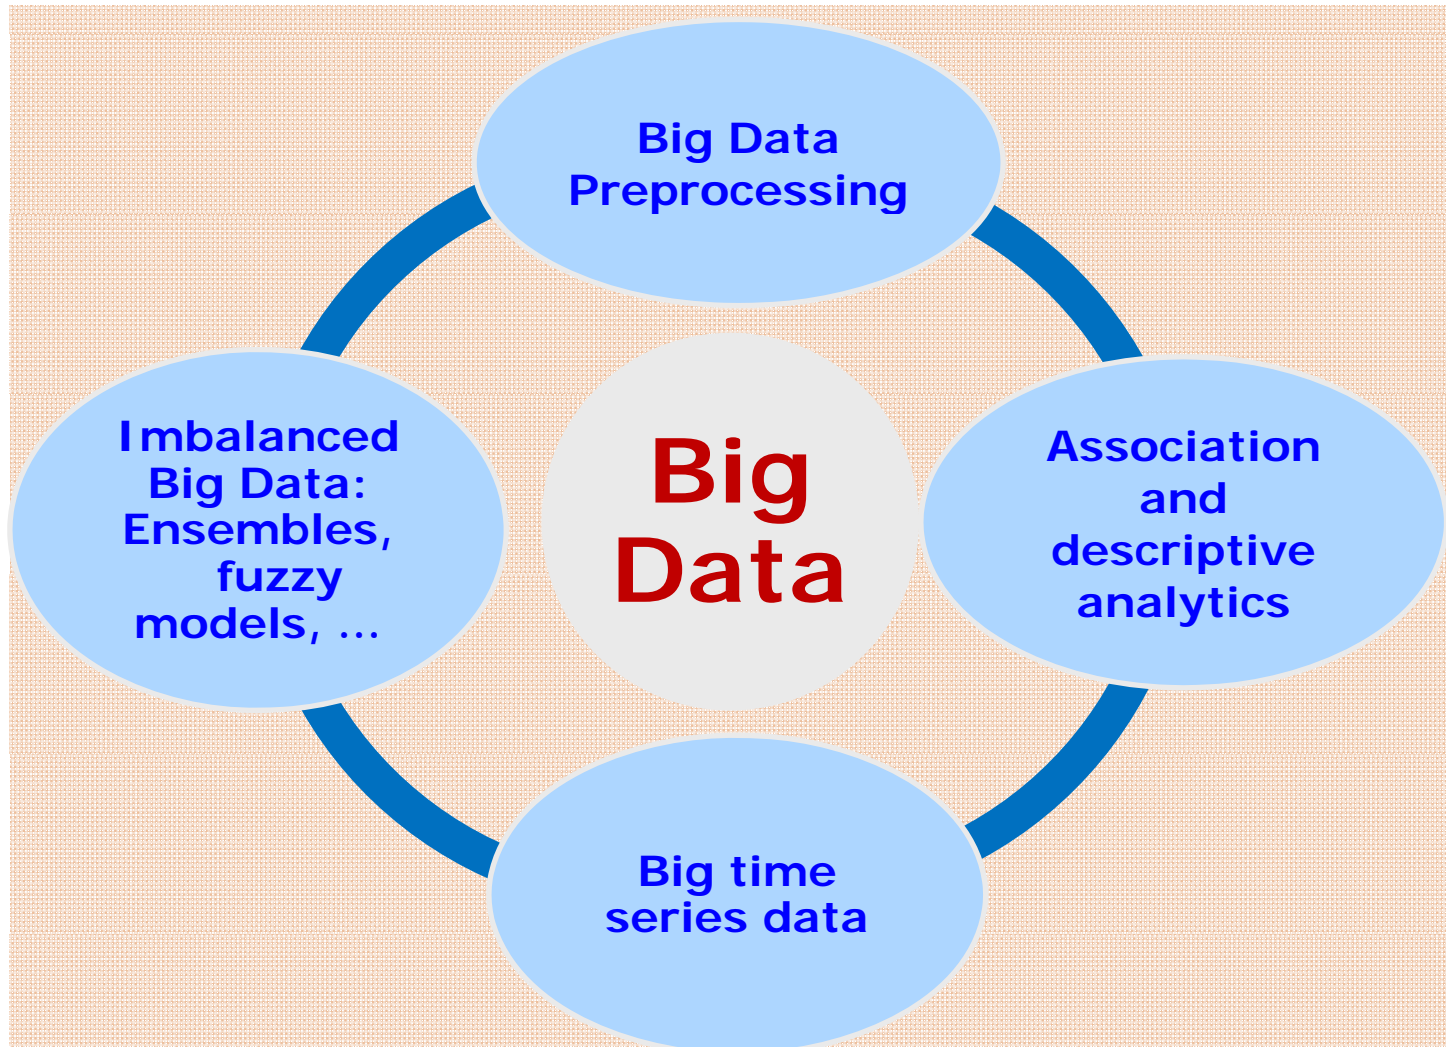 Big Data
Preprocessing
Imbalanced
Big Data:
Ensembles,
fuzzy
models, ...
Big
Data
Association
and
descriptive
analytics
Big time
series data